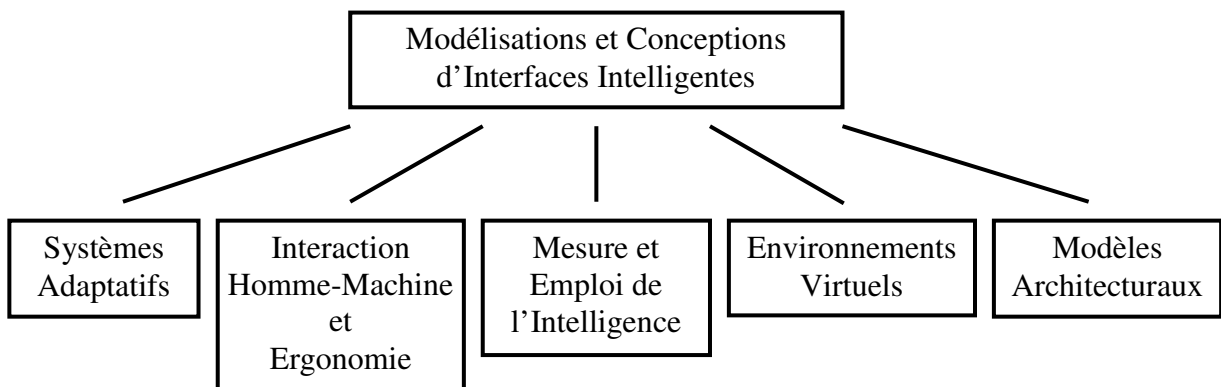 Modélisations et Conceptions
d’Interfaces Intelligentes
Systèmes
Adaptatifs
Interaction
Homme-Machine
et
Ergonomie
Mesure et
Emploi de
l’Intelligence
Environnements
Virtuels
Modèles
Architecturaux